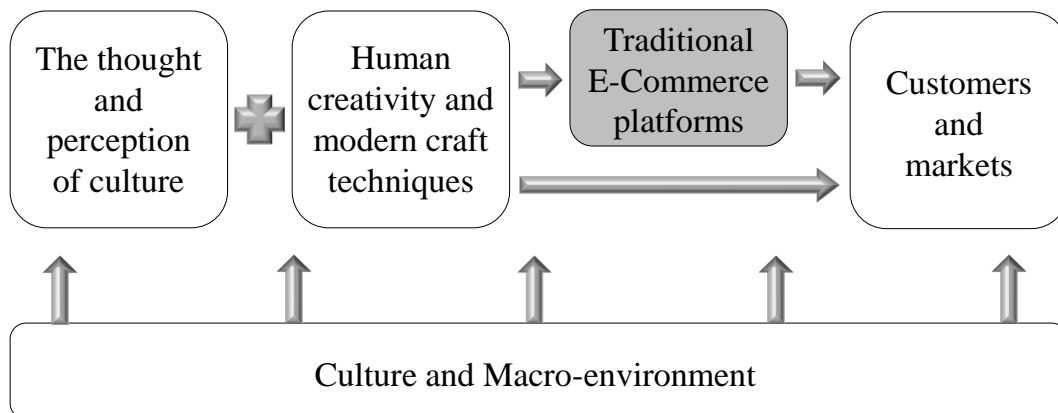 The thought
and
perception
of culture
Human
creativity and
modern craft
techniques
Traditional
E-Commerce
platforms
Customers
and
markets
Culture and Macro-environment